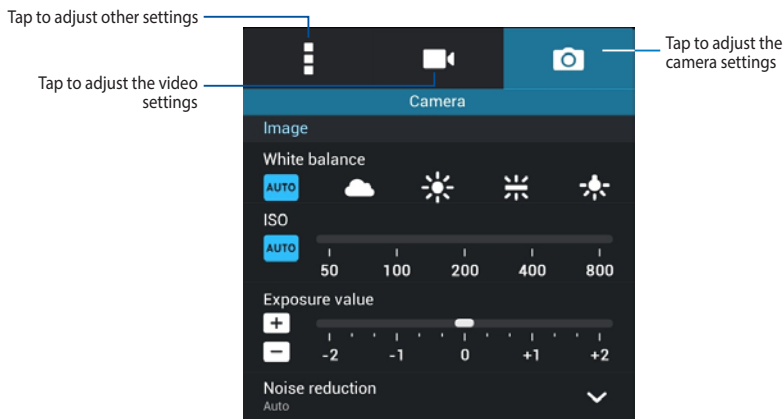 Tap to adjust other settings
Tap to adjust the video
settings
Tap to adjust the
camera settings
Camera
Image
White balance
AUTO
ISO
AUTO
50 100 200 400 800
Exposure value
+
-
-2 -1 0 +1 +2
Noise reduction
Auto